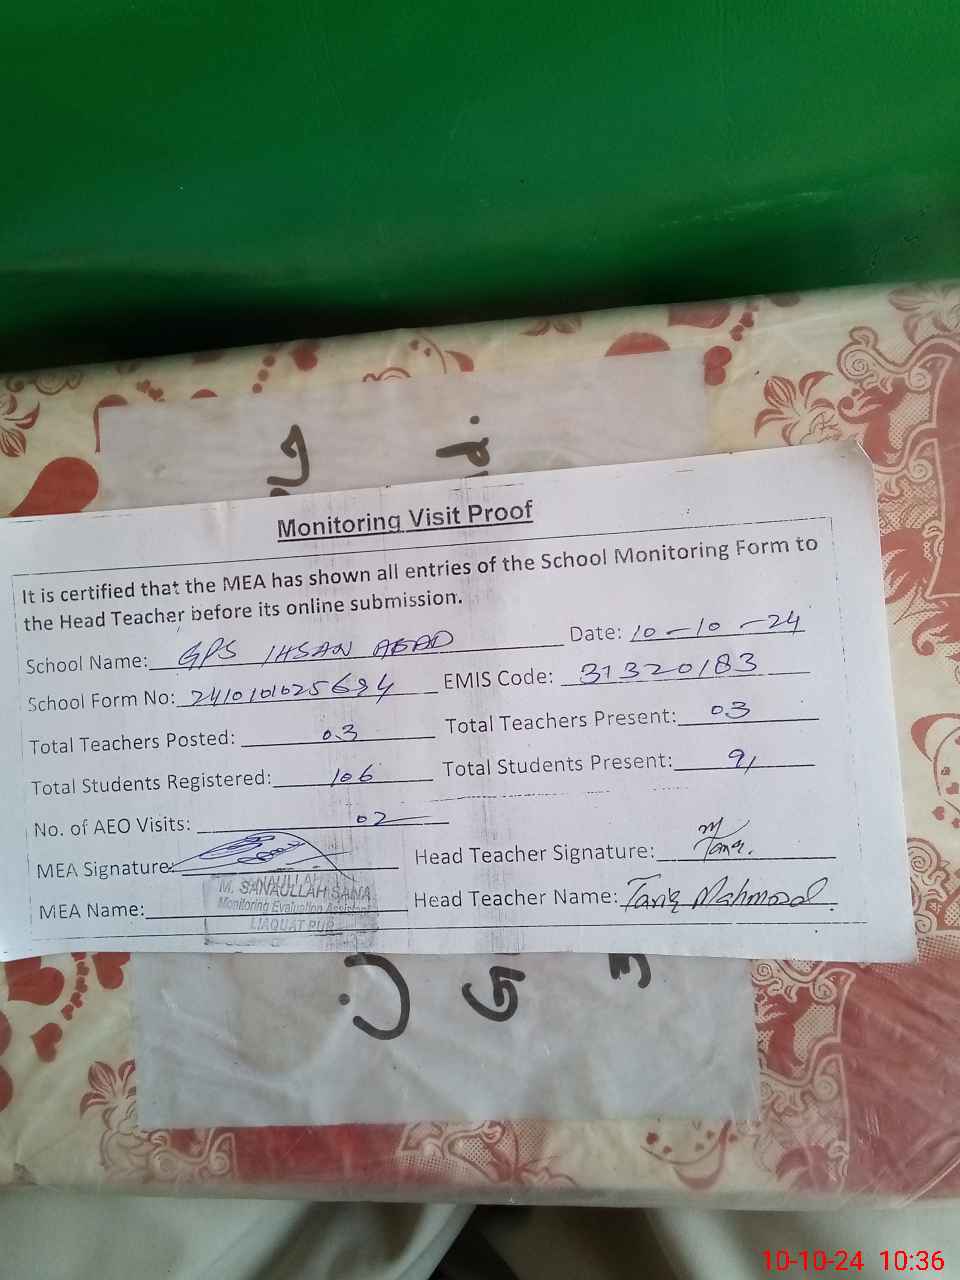 Monitoring Visit Proof
It is certified that the MEA has shown all entries of the School Monitoring Form to
the Head Teacher before its online submission.
School Name: GPS IHSAN ABAD Date: 10-10-24
School Form No: 2410101025694 EMIS Code: 31320183
Total Teachers Posted: 03 Total Teachers Present: 03
Total Students Registered: 106 Total Students Present: 91
No. of AEO Visits: 02
MEA Signature: Head Teacher Signature:
M. SANAULLAH SANA
MEA Name: Monitoring Evaluation Assistant Head Teacher Name: Tariq Mahmood
LIAQUAT PUR
10-10-24 10:36